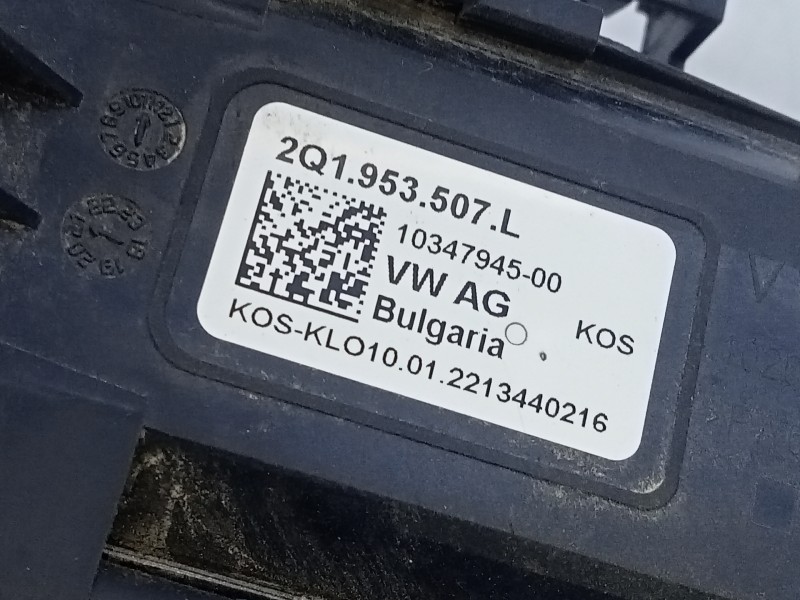 2Q1.953.507.L
10347945-00
VW AG
Bulgaria
KOS
KOS-KLO10.01.2213440216